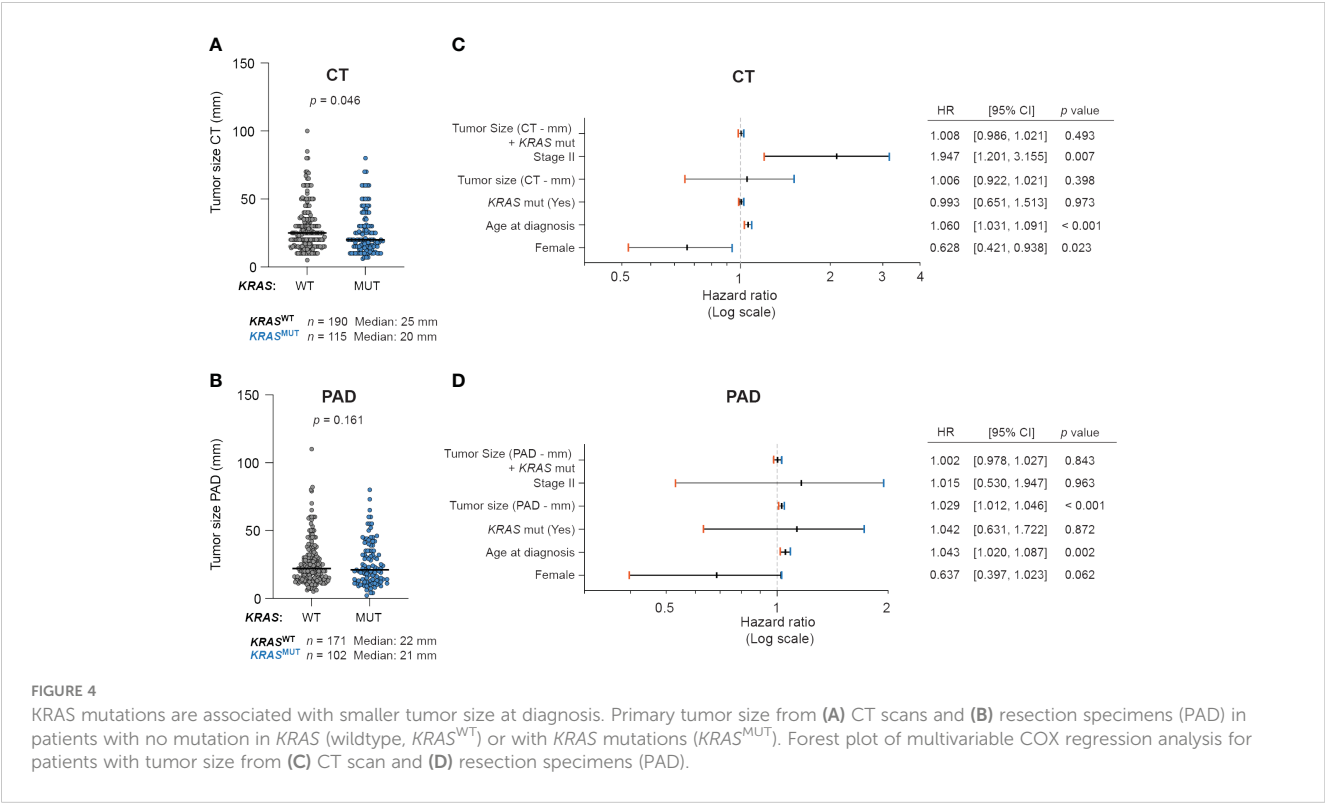 A
CT
p = 0.046
Tumor size CT (mm)
150
100
50
0
KRAS: WT MUT
KRASWT n = 190 Median: 25 mm
KRASMUT n = 115 Median: 20 mm
C
CT
HR [95% CI] p value
Tumor Size (CT - mm) + KRAS mut 1.008 [0.986, 1.021] 0.493
Stage II 1.947 [1.201, 3.155] 0.007
Tumor size (CT - mm) 1.006 [0.922, 1.021] 0.398
KRAS mut (Yes) 0.993 [0.651, 1.513] 0.973
Age at diagnosis 1.060 [1.031, 1.091] < 0.001
Female 0.628 [0.421, 0.938] 0.023
0.5 1 2 3 4
Hazard ratio
(Log scale)
B
PAD
p = 0.161
Tumor size PAD (mm)
150
100
50
0
KRAS: WT MUT
KRASWT n = 171 Median: 22 mm
KRASMUT n = 102 Median: 21 mm
D
PAD
HR [95% CI] p value
Tumor Size (PAD - mm) + KRAS mut 1.002 [0.978, 1.027] 0.843
Stage II 1.015 [0.530, 1.947] 0.963
Tumor size (PAD - mm) 1.029 [1.012, 1.046] < 0.001
KRAS mut (Yes) 1.042 [0.631, 1.722] 0.872
Age at diagnosis 1.043 [1.020, 1.087] 0.002
Female 0.637 [0.397, 1.023] 0.062
0.5 1 2
Hazard ratio
(Log scale)
FIGURE 4
KRAS mutations are associated with smaller tumor size at diagnosis. Primary tumor size from (A) CT scans and (B) resection specimens (PAD) in
patients with no mutation in KRAS (wildtype, KRASWT) or with KRAS mutations (KRASMUT). Forest plot of multivariable COX regression analysis for
patients with tumor size from (C) CT scan and (D) resection specimens (PAD).